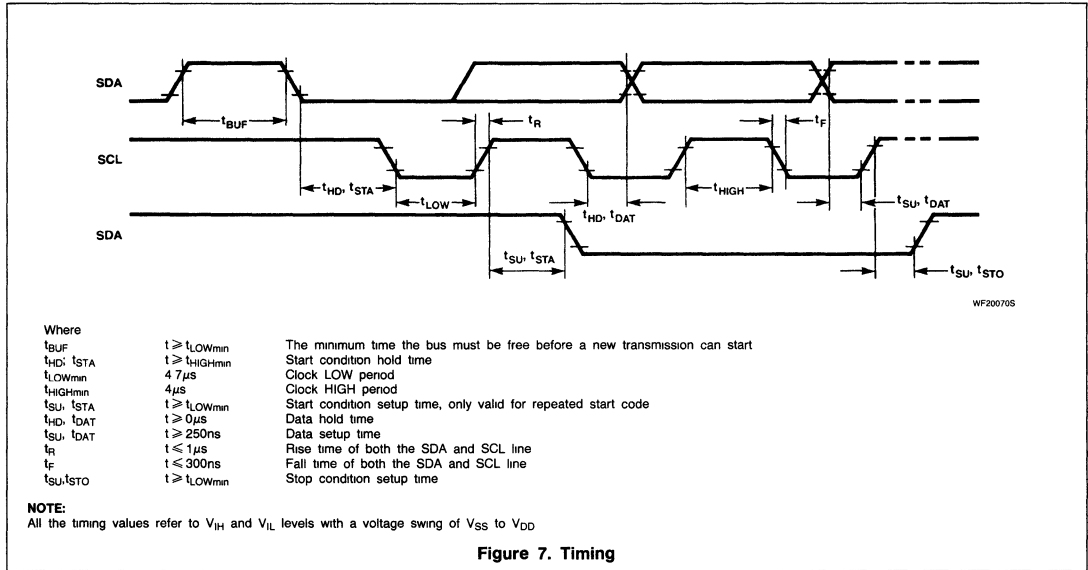 SDA
tBUF
tR
tF
SCL
tHD, tSTA
tLOW
tHD, tDAT
tHIGH
tSU, tDAT
SDA
tSU, tSTA
tSU, tSTO
WF20070S
Where
tBUF t ⩾ tLOWmin The minimum time the bus must be free before a new transmission can start
tHD; tSTA t ⩾ tHIGHmin Start condition hold time
tLOWmin 4 7μs Clock LOW period
tHIGHmin 4μs Clock HIGH period
tSU, tSTA t ⩾ tLOWmin Start condition setup time, only valid for repeated start code
tHD, tDAT t ⩾ 0μs Data hold time
tSU, tDAT t ⩾ 250ns Data setup time
tR t ⩽ 1μs Rise time of both the SDA and SCL line
tF t ⩽ 300ns Fall time of both the SDA and SCL line
tSU,tSTO t ⩾ tLOWmin Stop condition setup time
NOTE:
All the timing values refer to VIH and VIL levels with a voltage swing of VSS to VDD
Figure 7. Timing